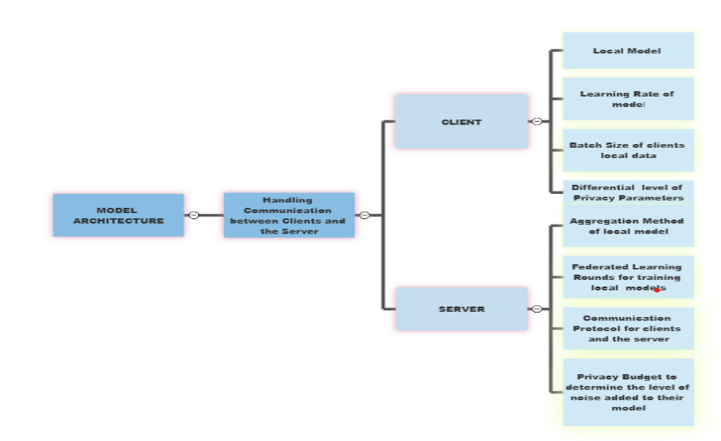 MODEL
ARCHITECTURE
Handling
Communication
between Clients and
the Server
CLIENT
Local Model
Learning Rate of
model
Batch Size of clients
local data
Differential level of
Privacy Parameters
SERVER
Aggregation Method
of local model
Federated Learning
Rounds for training
local models
Communication
Protocol for clients
and the server
Privacy Budget to
determine the level of
noise added to their
model